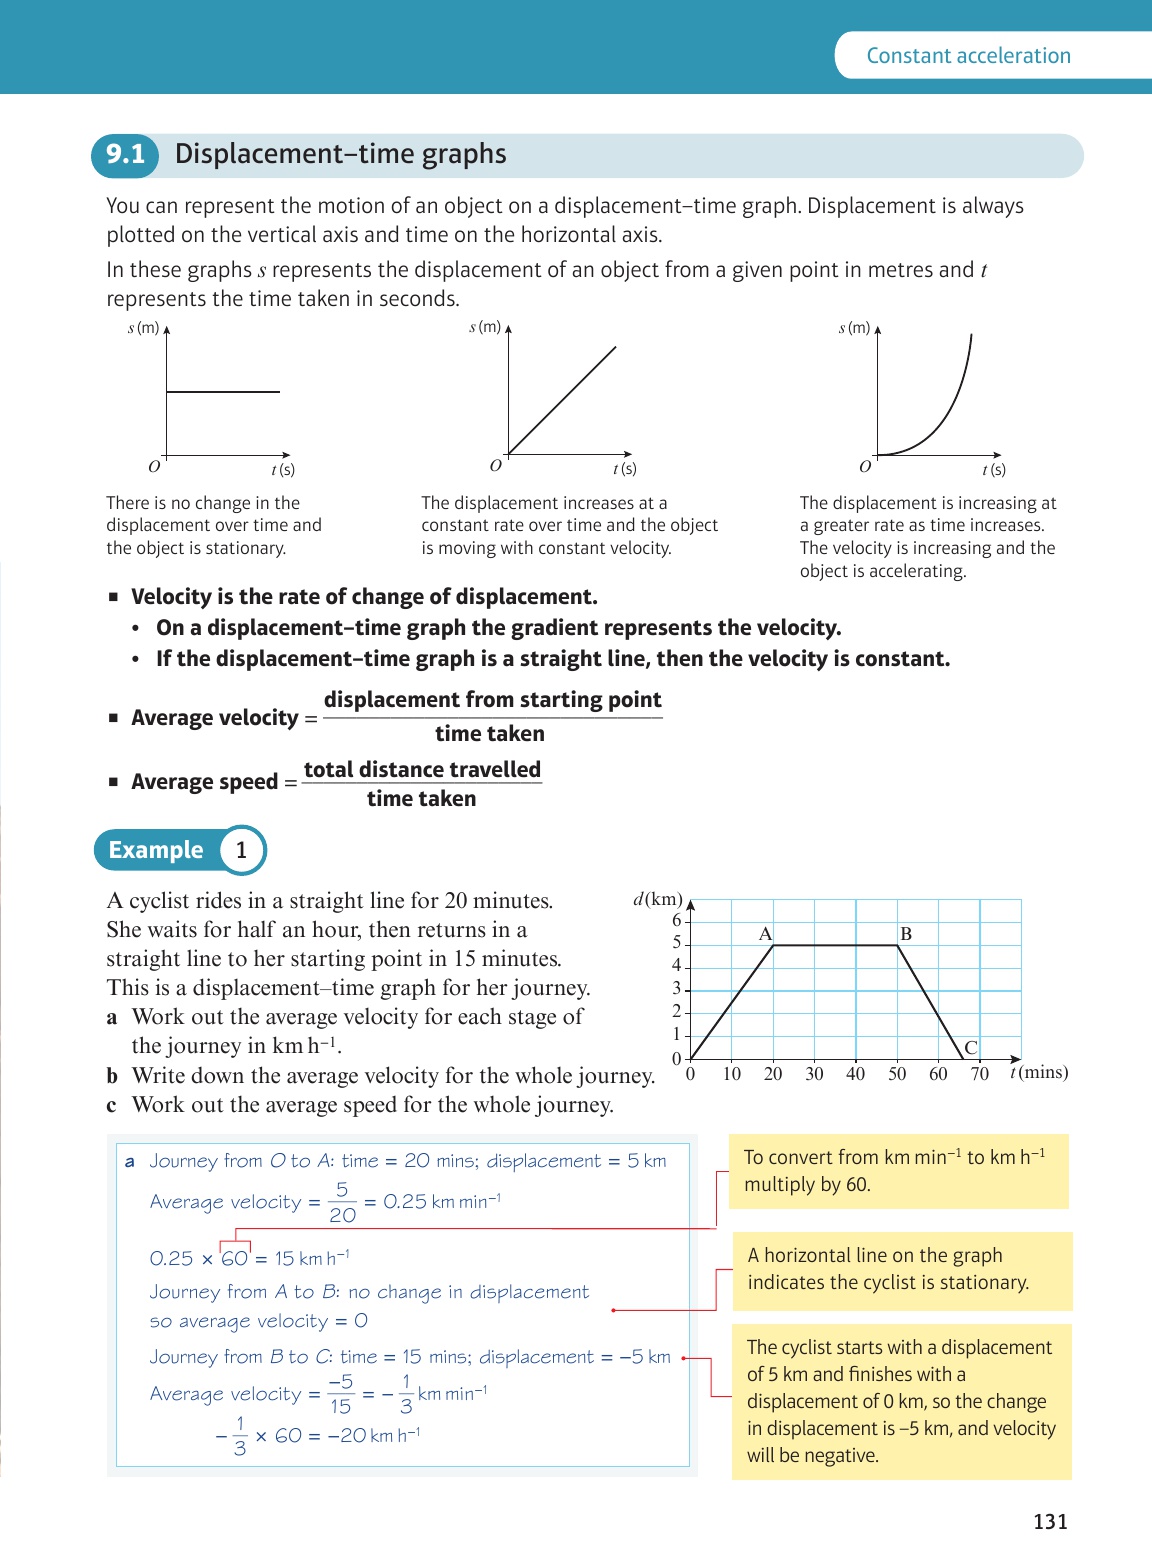 Constant acceleration
9.1 Displacement–time graphs
You can represent the motion of an object on a displacement–time graph. Displacement is always
plotted on the vertical axis and time on the horizontal axis.
In these graphs s represents the displacement of an object from a given point in metres and t
represents the time taken in seconds.
s (m)
O
t (s)
s (m)
O
t (s)
s (m)
O
t (s)
There is no change in the
displacement over time and
the object is stationary.
The displacement increases at a
constant rate over time and the object
is moving with constant velocity.
The displacement is increasing at
a greater rate as time increases.
The velocity is increasing and the
object is accelerating.
▪ Velocity is the rate of change of displacement.
• On a displacement–time graph the gradient represents the velocity.
• If the displacement–time graph is a straight line, then the velocity is constant.
▪ Average velocity = displacement from starting point / time taken
▪ Average speed = total distance travelled / time taken
Example 1
A cyclist rides in a straight line for 20 minutes.
She waits for half an hour, then returns in a
straight line to her starting point in 15 minutes.
This is a displacement–time graph for her journey.
a Work out the average velocity for each stage of
the journey in km h⁻¹.
b Write down the average velocity for the whole journey.
c Work out the average speed for the whole journey.
d (km)
6
5
4
3
2
1
0
A
B
C
0 10 20 30 40 50 60 70 t (mins)
a Journey from O to A: time = 20 mins; displacement = 5 km
Average velocity = 5/20 = 0.25 km min⁻¹
0.25 × 60 = 15 km h⁻¹
Journey from A to B: no change in displacement
so average velocity = 0
Journey from B to C: time = 15 mins; displacement = −5 km
Average velocity = −5/15 = −1/3 km min⁻¹
−1/3 × 60 = −20 km h⁻¹
To convert from km min⁻¹ to km h⁻¹
multiply by 60.
A horizontal line on the graph
indicates the cyclist is stationary.
The cyclist starts with a displacement
of 5 km and finishes with a
displacement of 0 km, so the change
in displacement is –5 km, and velocity
will be negative.
131